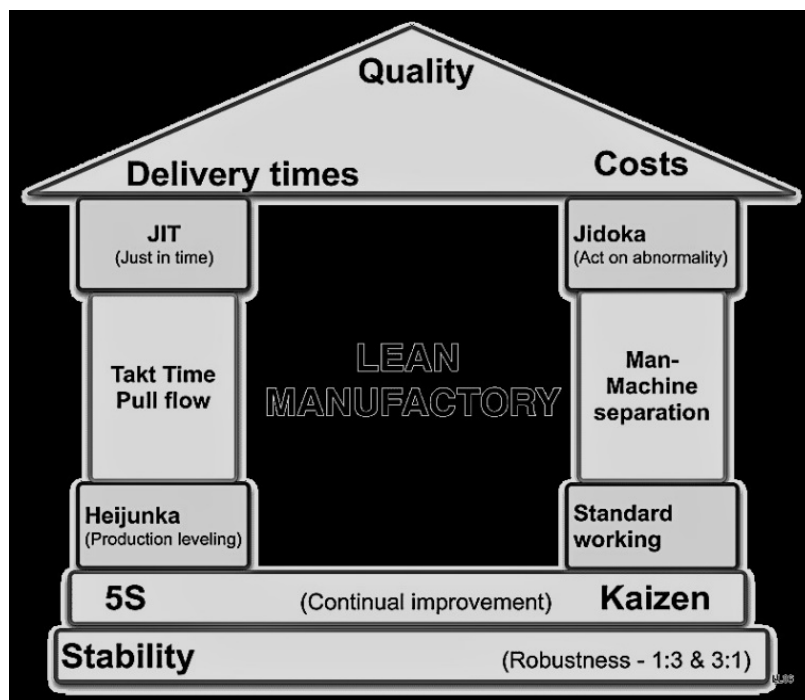 Quality
Delivery times
Costs
JIT
(Just in time)
Jidoka
(Act on abnormality)
Takt Time
Pull flow
LEAN
MANUFACTORY
Man-
Machine
separation
Heijunka
(Production leveling)
Standard
working
5S (Continual improvement) Kaizen
Stability (Robustness - 1:3 & 3:1)